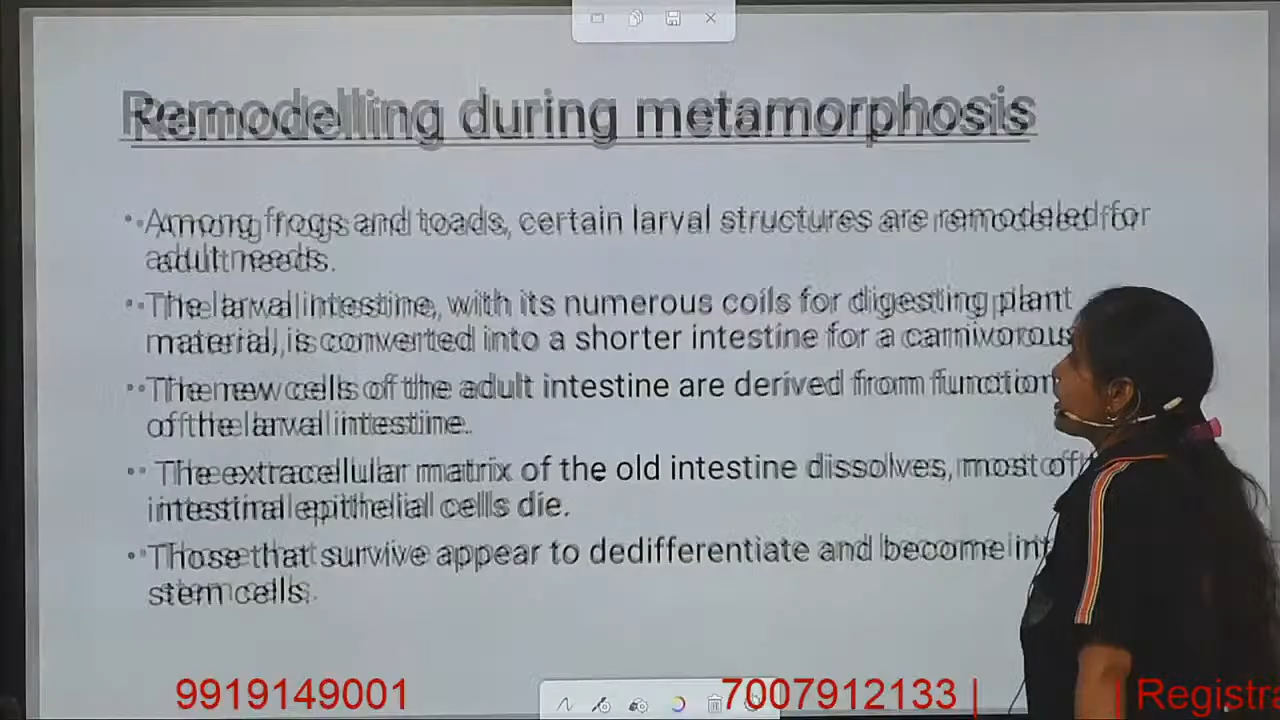 Remodelling during metamorphosis
• Among frogs and toads, certain larval structures are remodeled for
adult needs.
• The larval intestine, with its numerous coils for digesting plant
material, is converted into a shorter intestine for a carnivorous
• The new cells of the adult intestine are derived from function
of the larval intestine.
• The extracellular matrix of the old intestine dissolves, most of
intestinal epithelial cells die.
• Those that survive appear to dedifferentiate and become
stem cells.
9919149001 7007912133 | | Registra